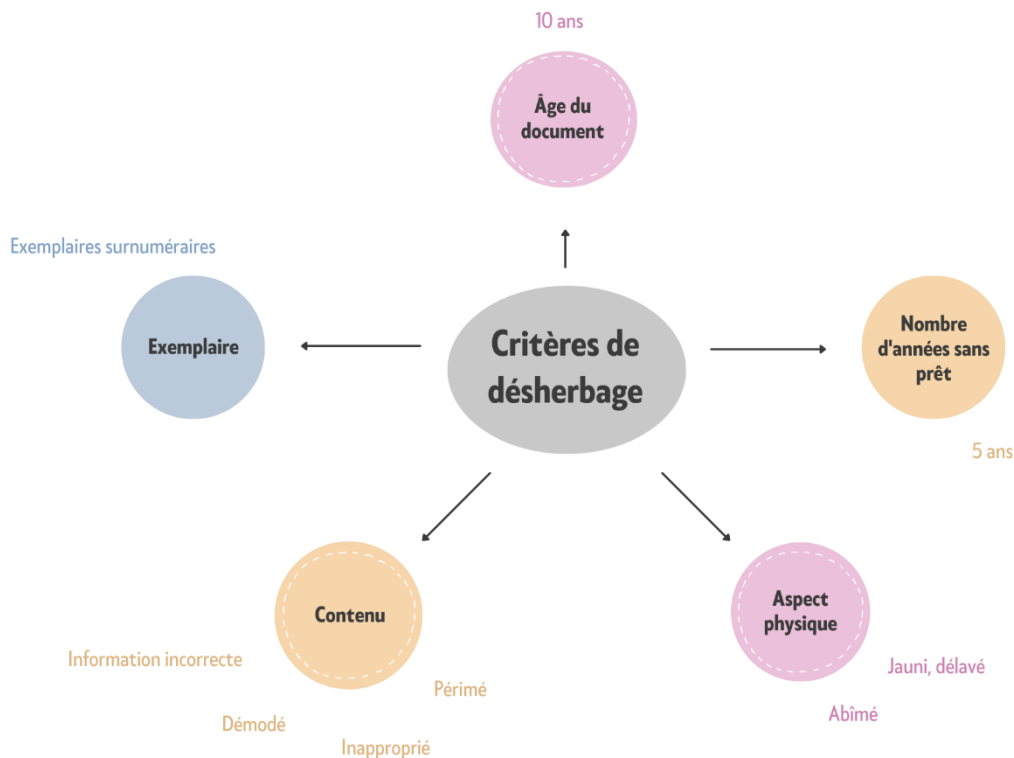 10 ans
Âge du
document
Exemplaires surnuméraires
Exemplaire
Critères de
désherbage
Nombre
d'années sans
prêt
5 ans
Contenu
Information incorrecte
Périmé
Démodé
Inapproprié
Aspect
physique
Jauni, délavé
Abîmé